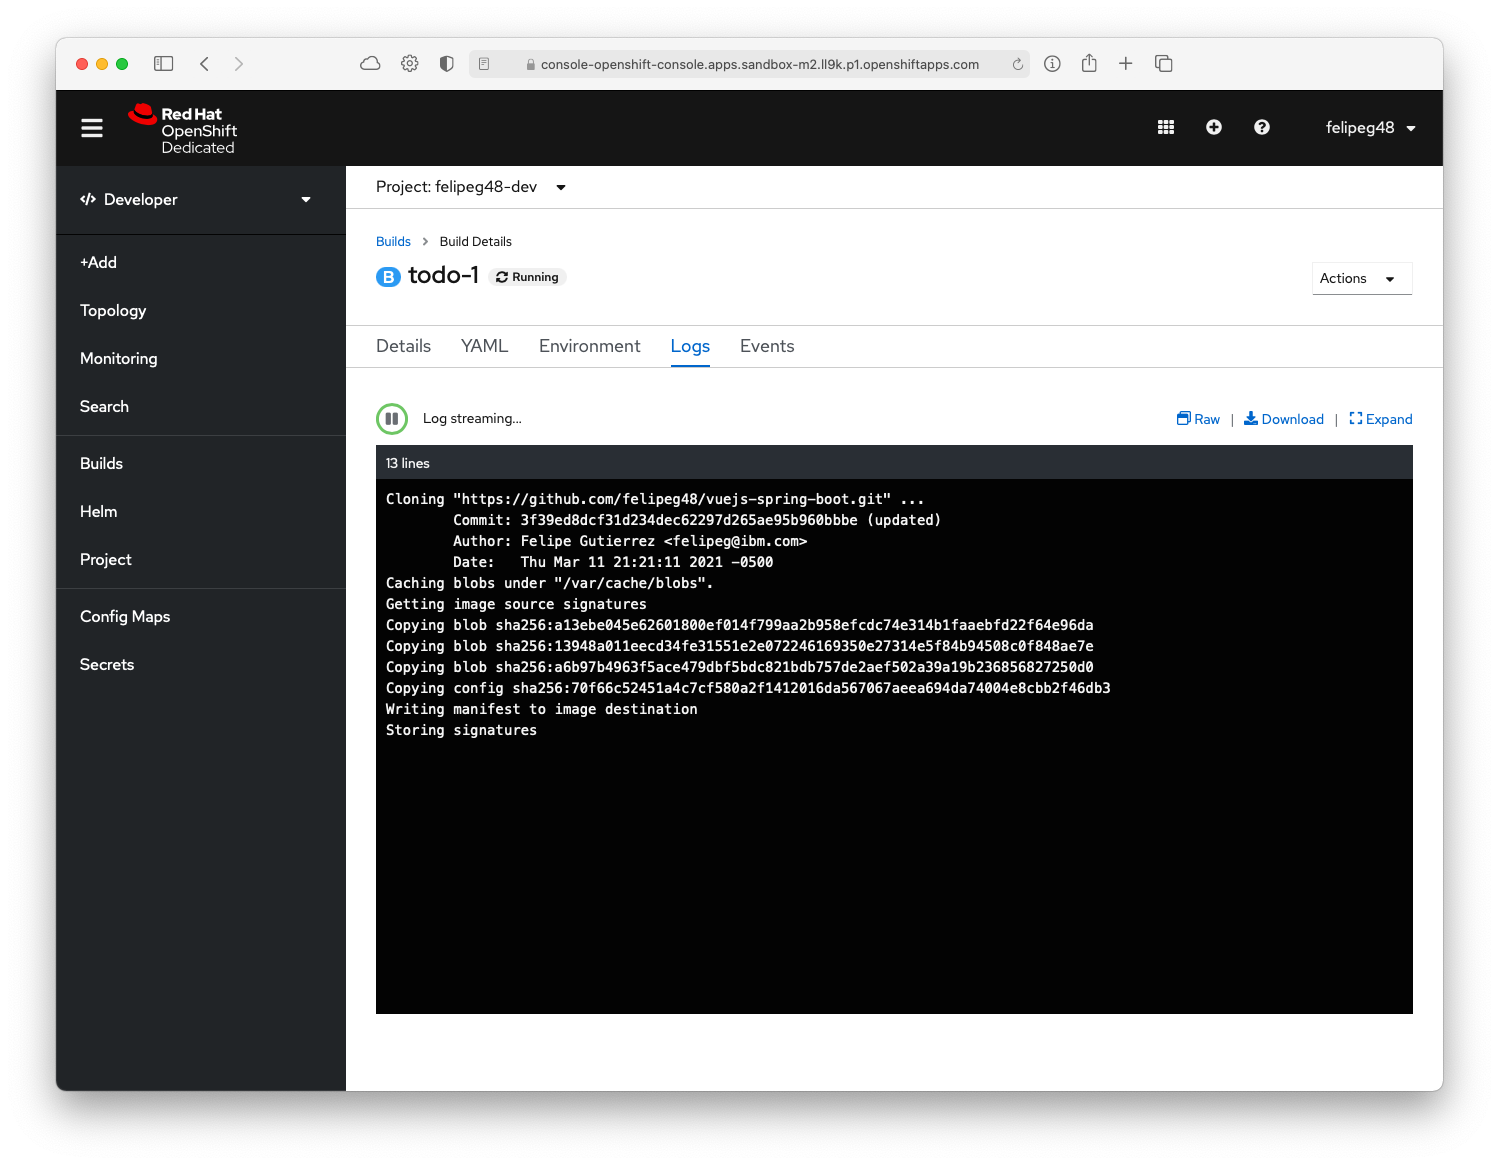 console-openshift-console.apps.sandbox-m2.ll9k.p1.openshiftapps.com
Red Hat
OpenShift
Dedicated
felipeg48
Developer
Project: felipeg48-dev
+Add
Topology
Monitoring
Search
Builds
Helm
Project
Config Maps
Secrets
Builds > Build Details
B todo-1 Running
Actions
Details YAML Environment Logs Events
Log streaming...
Raw | Download | Expand
13 lines
Cloning "https://github.com/felipeg48/vuejs-spring-boot.git" ...
Commit: 3f39ed8dcf31d234dec62297d265ae95b960bbbe (updated)
Author: Felipe Gutierrez <felipeg@ibm.com>
Date:   Thu Mar 11 21:21:11 2021 -0500
Caching blobs under "/var/cache/blobs".
Getting image source signatures
Copying blob sha256:a13ebe045e62601800ef014f799aa2b958efcdc74e314b1faaebfd22f64e96da
Copying blob sha256:13948a011eecd34fe31551e2e072246169350e27314e5f84b94508c0f848ae7e
Copying blob sha256:a6b97b4963f5ace479dbf5bdc821bdb757de2aef502a39a19b236856827250d0
Copying config sha256:70f66c52451a4c7cf580a2f1412016da567067aeea694da74004e8cbb2f46db3
Writing manifest to image destination
Storing signatures